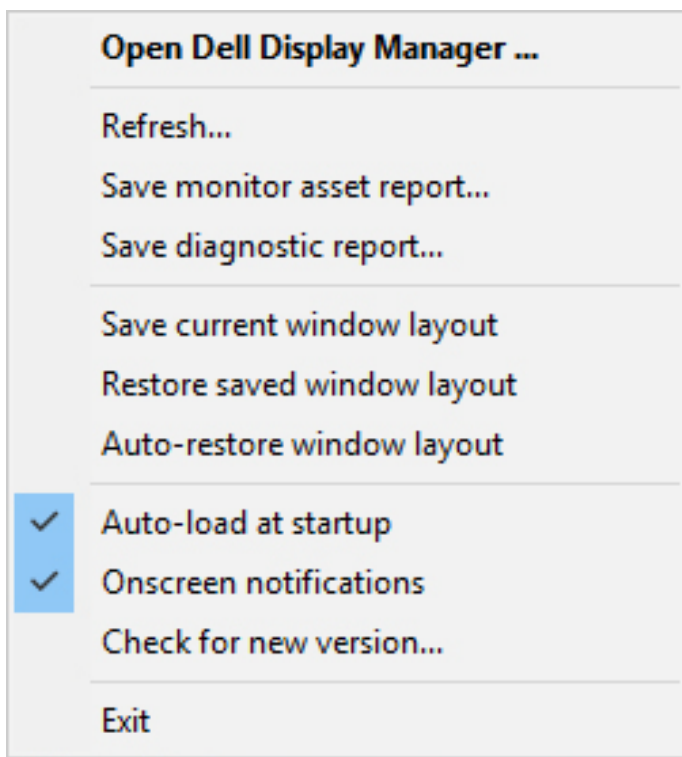 Open Dell Display Manager ...
Refresh...
Save monitor asset report...
Save diagnostic report...
Save current window layout
Restore saved window layout
Auto-restore window layout
Auto-load at startup
Onscreen notifications
Check for new version...
Exit